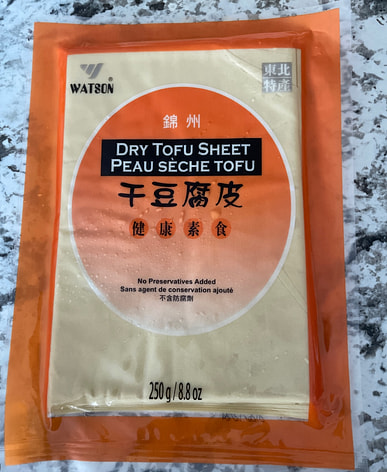 WATSON®
東北
特產
錦州
DRY TOFU SHEET
PEAU SÈCHE TOFU
干豆腐皮
健康素食
No Preservatives Added
Sans agent de conservation ajouté
不含防腐劑
250 g / 8.8 oz